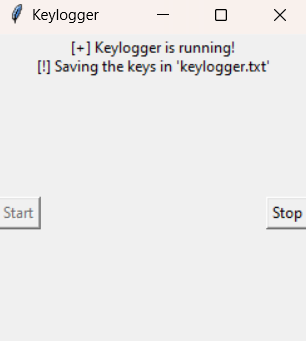 Keylogger
[+] Keylogger is running!
[!] Saving the keys in 'keylogger.txt'
Start
Stop